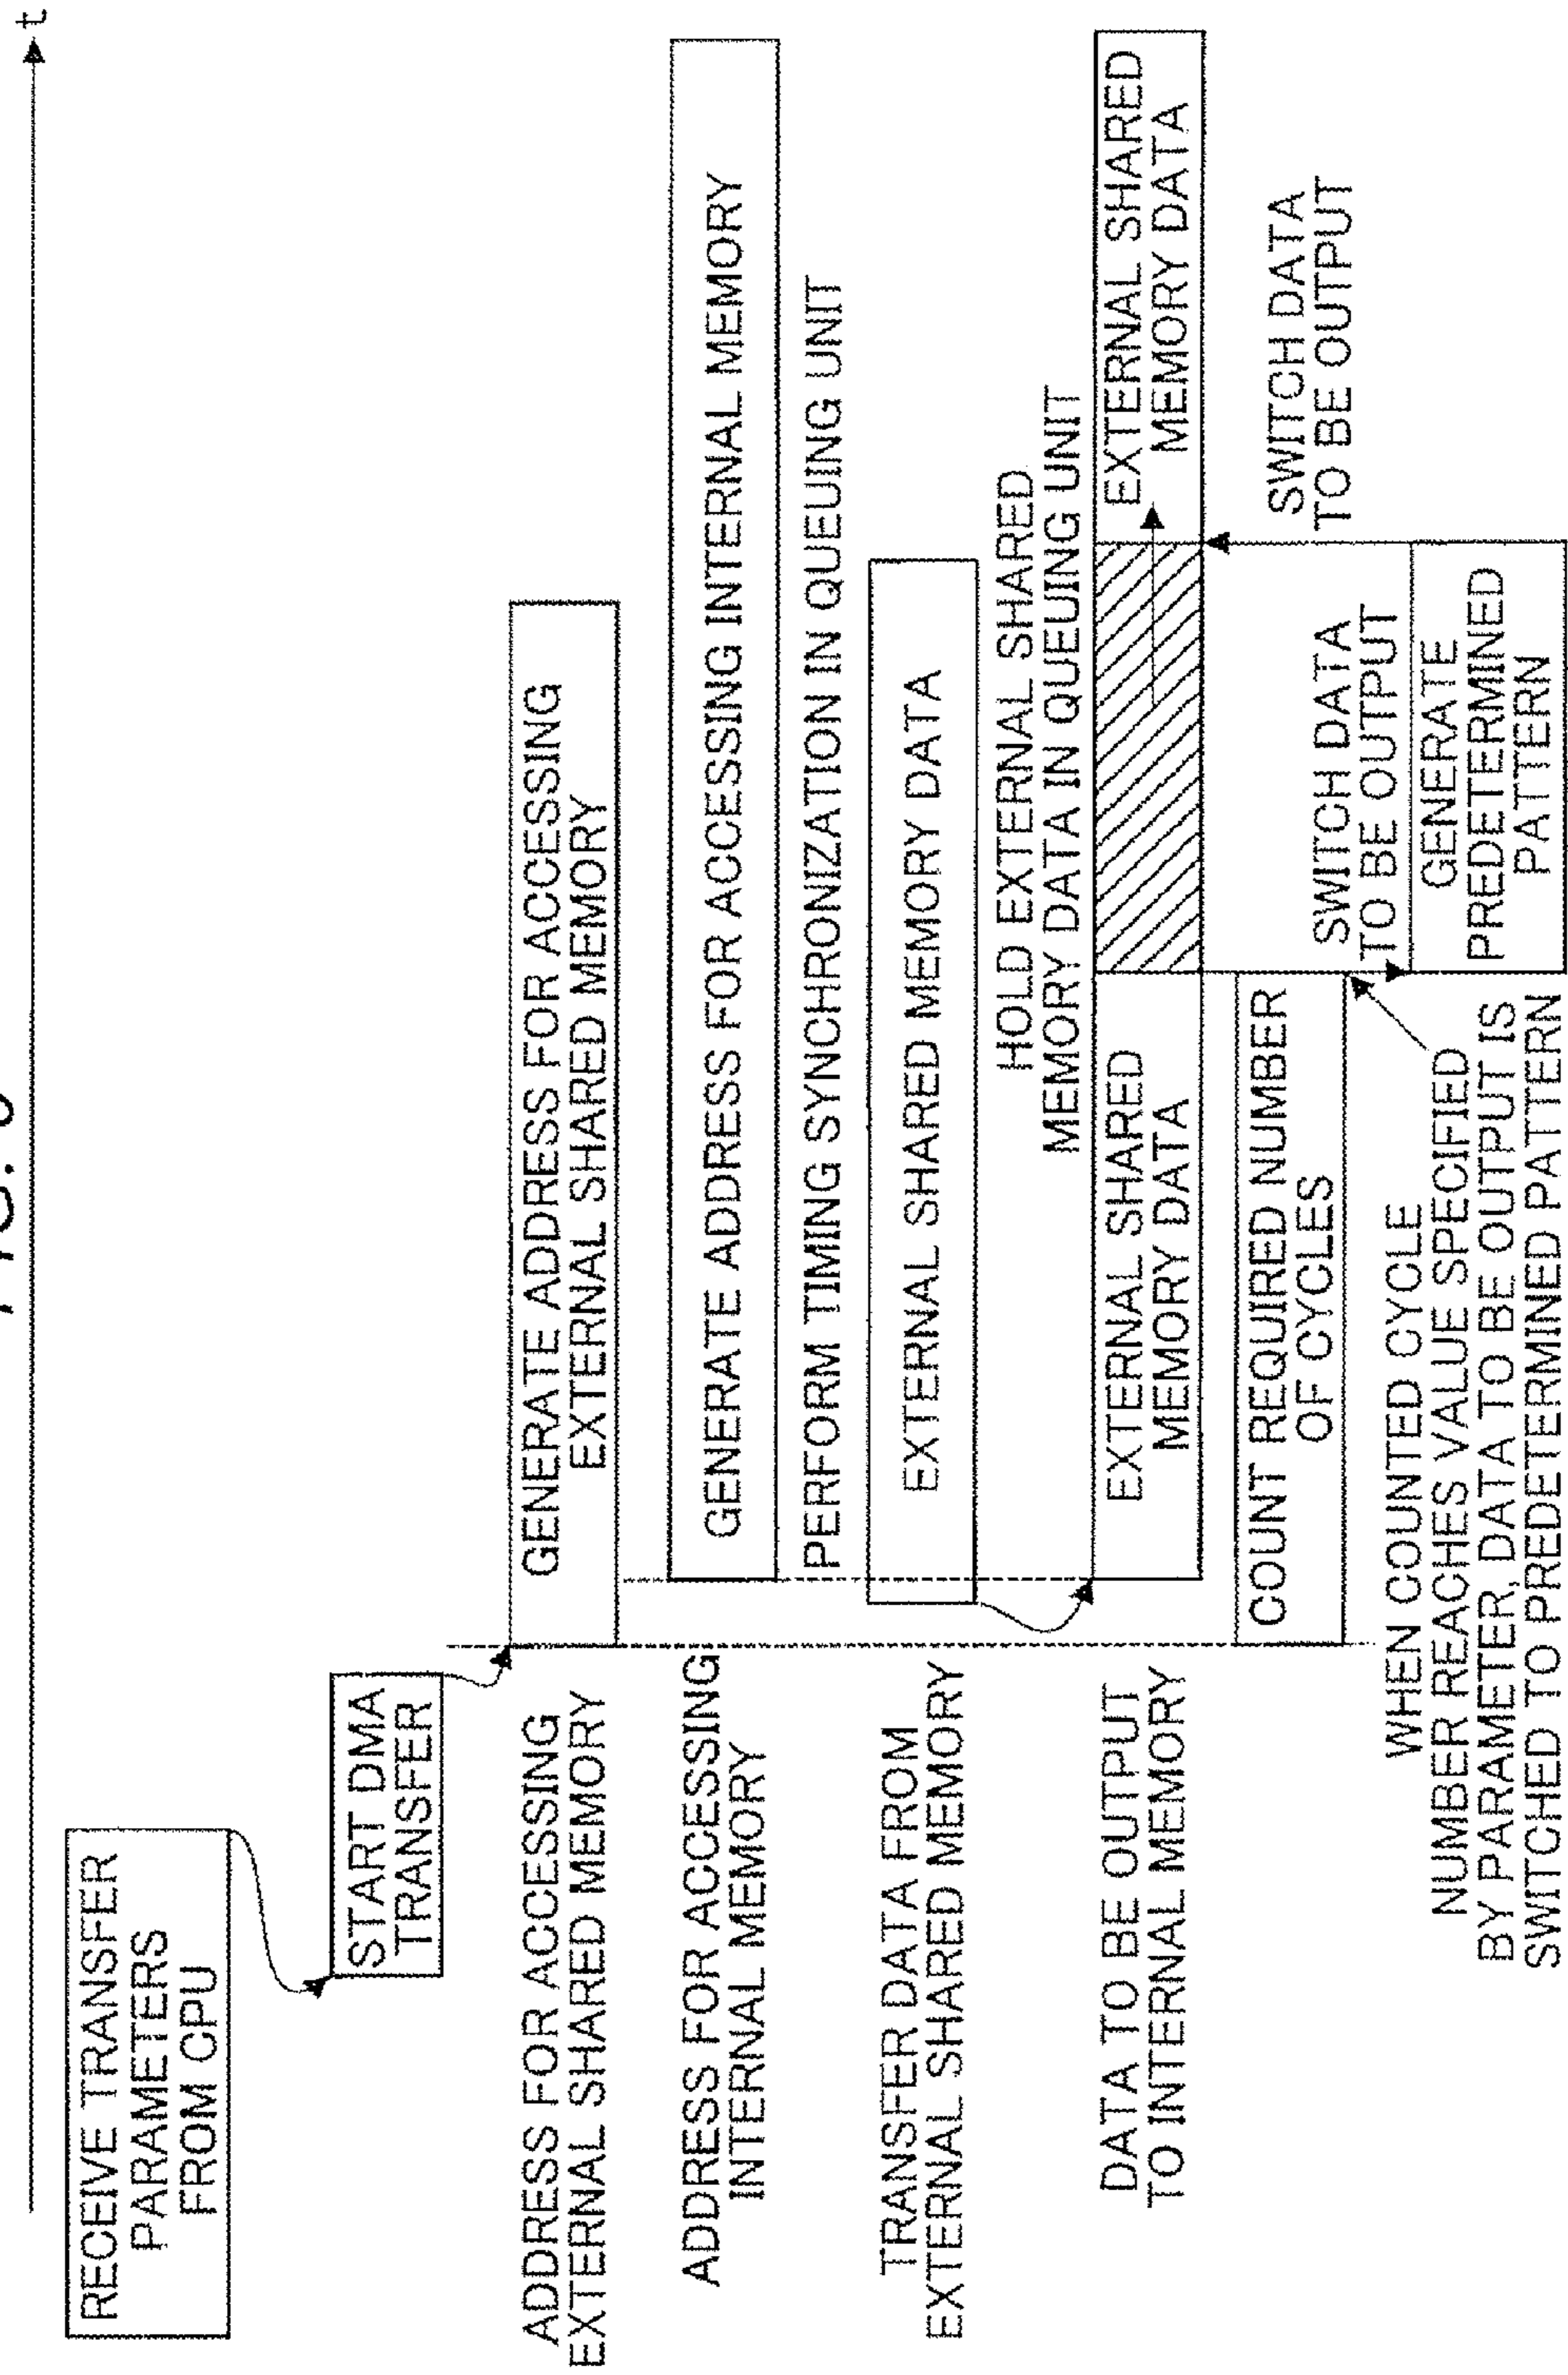 t
RECEIVE TRANSFER
PARAMETERS
FROM CPU
START DMA
TRANSFER
ADDRESS FOR ACCESSING
EXTERNAL SHARED MEMORY
GENERATE ADDRESS FOR ACCESSING
EXTERNAL SHARED MEMORY
ADDRESS FOR ACCESSING
INTERNAL MEMORY
GENERATE ADDRESS FOR ACCESSING INTERNAL MEMORY
PERFORM TIMING SYNCHRONIZATION IN QUEUING UNIT
TRANSFER DATA FROM
EXTERNAL SHARED MEMORY
EXTERNAL SHARED MEMORY DATA
HOLD EXTERNAL SHARED
MEMORY DATA IN QUEUING UNIT
DATA TO BE OUTPUT
TO INTERNAL MEMORY
EXTERNAL SHARED
MEMORY DATA
EXTERNAL SHARED
MEMORY DATA
COUNT REQUIRED NUMBER
OF CYCLES
SWITCH DATA
TO BE OUTPUT
SWITCH DATA
TO BE OUTPUT
WHEN COUNTED CYCLE
NUMBER REACHES VALUE SPECIFIED
BY PARAMETER, DATA TO BE OUTPUT IS
SWITCHED TO PREDETERMINED PATTERN
GENERATE
PREDETERMINED
PATTERN